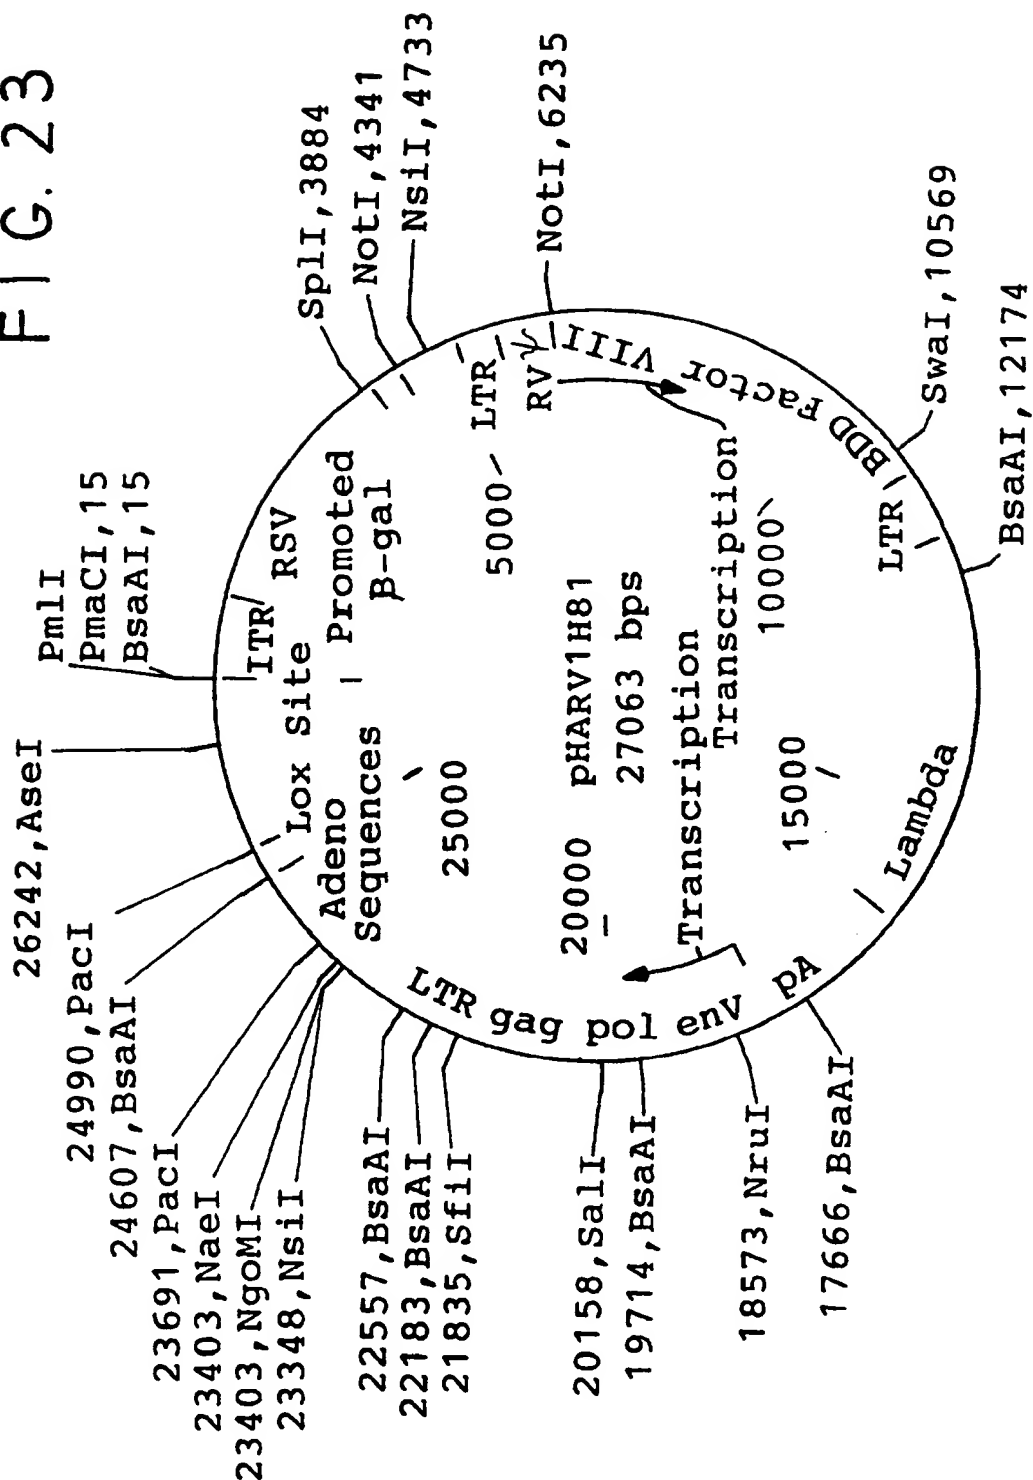 FIG. 23
PmlI
PmaCI,15
BsaAI,15
SplI,3884
NotI,4341
NsiI,4733
NotI,6235
SwaI,10569
BsaAI,12174
17666,BsaAI
18573,NruI
19714,BsaAI
20158,SalI
21835,SfiI
22183,BsaAI
22557,BsaAI
23348,NsiI
23403,NgoMI
23403,NaeI
23691,PacI
24607,BsaAI
24990,PacI
26242,AseI
ITR
RSV
Promoted
β-gal
LTR
RV
BDD Factor VIII
LTR
Lambda
pA
env
pol
gag
LTR
Adeno
Sequences
Lox Site
5000
10000
15000
20000
25000
pHARV1H81
27063 bps
Transcription
Transcription